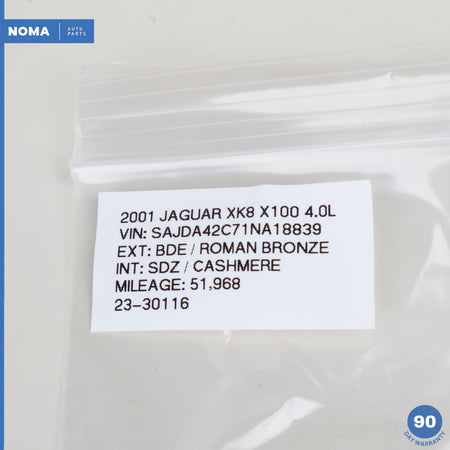 NOMA AUTO PARTS
2001 JAGUAR XK8 X100 4.0L
VIN: SAJDA42C71NA18839
EXT: BDE / ROMAN BRONZE
INT: SDZ / CASHMERE
MILEAGE: 51,968
23-30116
90
DAY WARRANTY